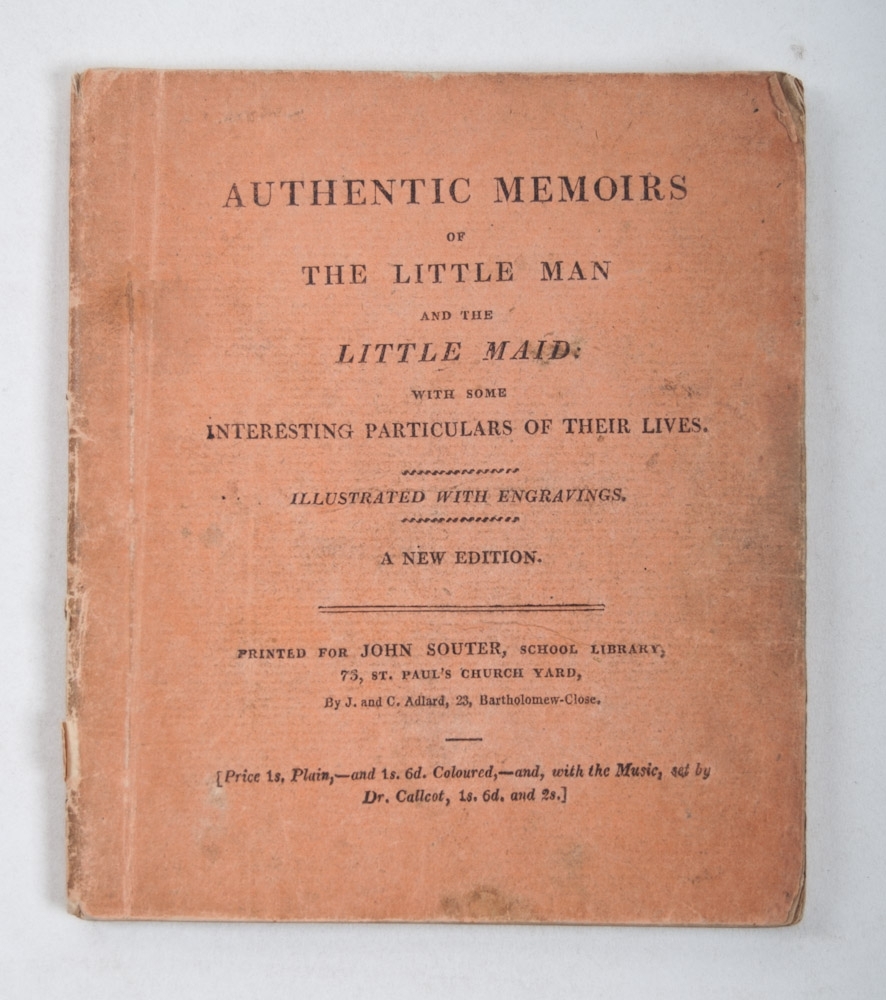 AUTHENTIC MEMOIRS
OF
THE LITTLE MAN
AND THE
LITTLE MAID:
WITH SOME
INTERESTING PARTICULARS OF THEIR LIVES.
ILLUSTRATED WITH ENGRAVINGS.
A NEW EDITION.
PRINTED FOR JOHN SOUTER, SCHOOL LIBRARY,
73, ST. PAUL'S CHURCH YARD,
By J. and C. Adlard, 23, Bartholomew-Close.
[Price 1s. Plain,—and 1s. 6d. Coloured,—and, with the Music, set by
Dr. Callcot, 1s. 6d. and 2s.]